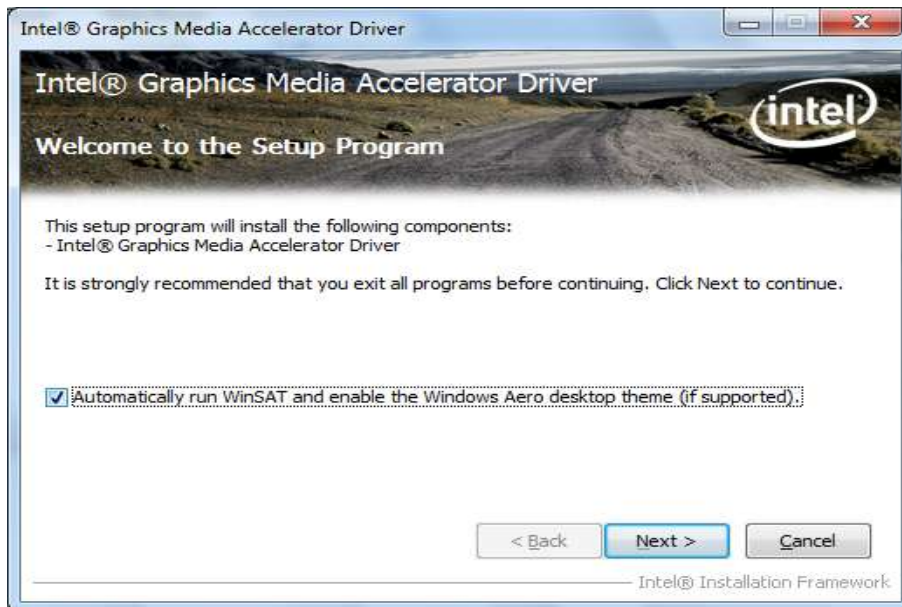 Intel® Graphics Media Accelerator Driver
Intel® Graphics Media Accelerator Driver
intel
Welcome to the Setup Program
This setup program will install the following components:
- Intel® Graphics Media Accelerator Driver
It is strongly recommended that you exit all programs before continuing. Click Next to continue.
Automatically run WinSAT and enable the Windows Aero desktop theme (if supported).
< Back Next > Cancel
Intel® Installation Framework